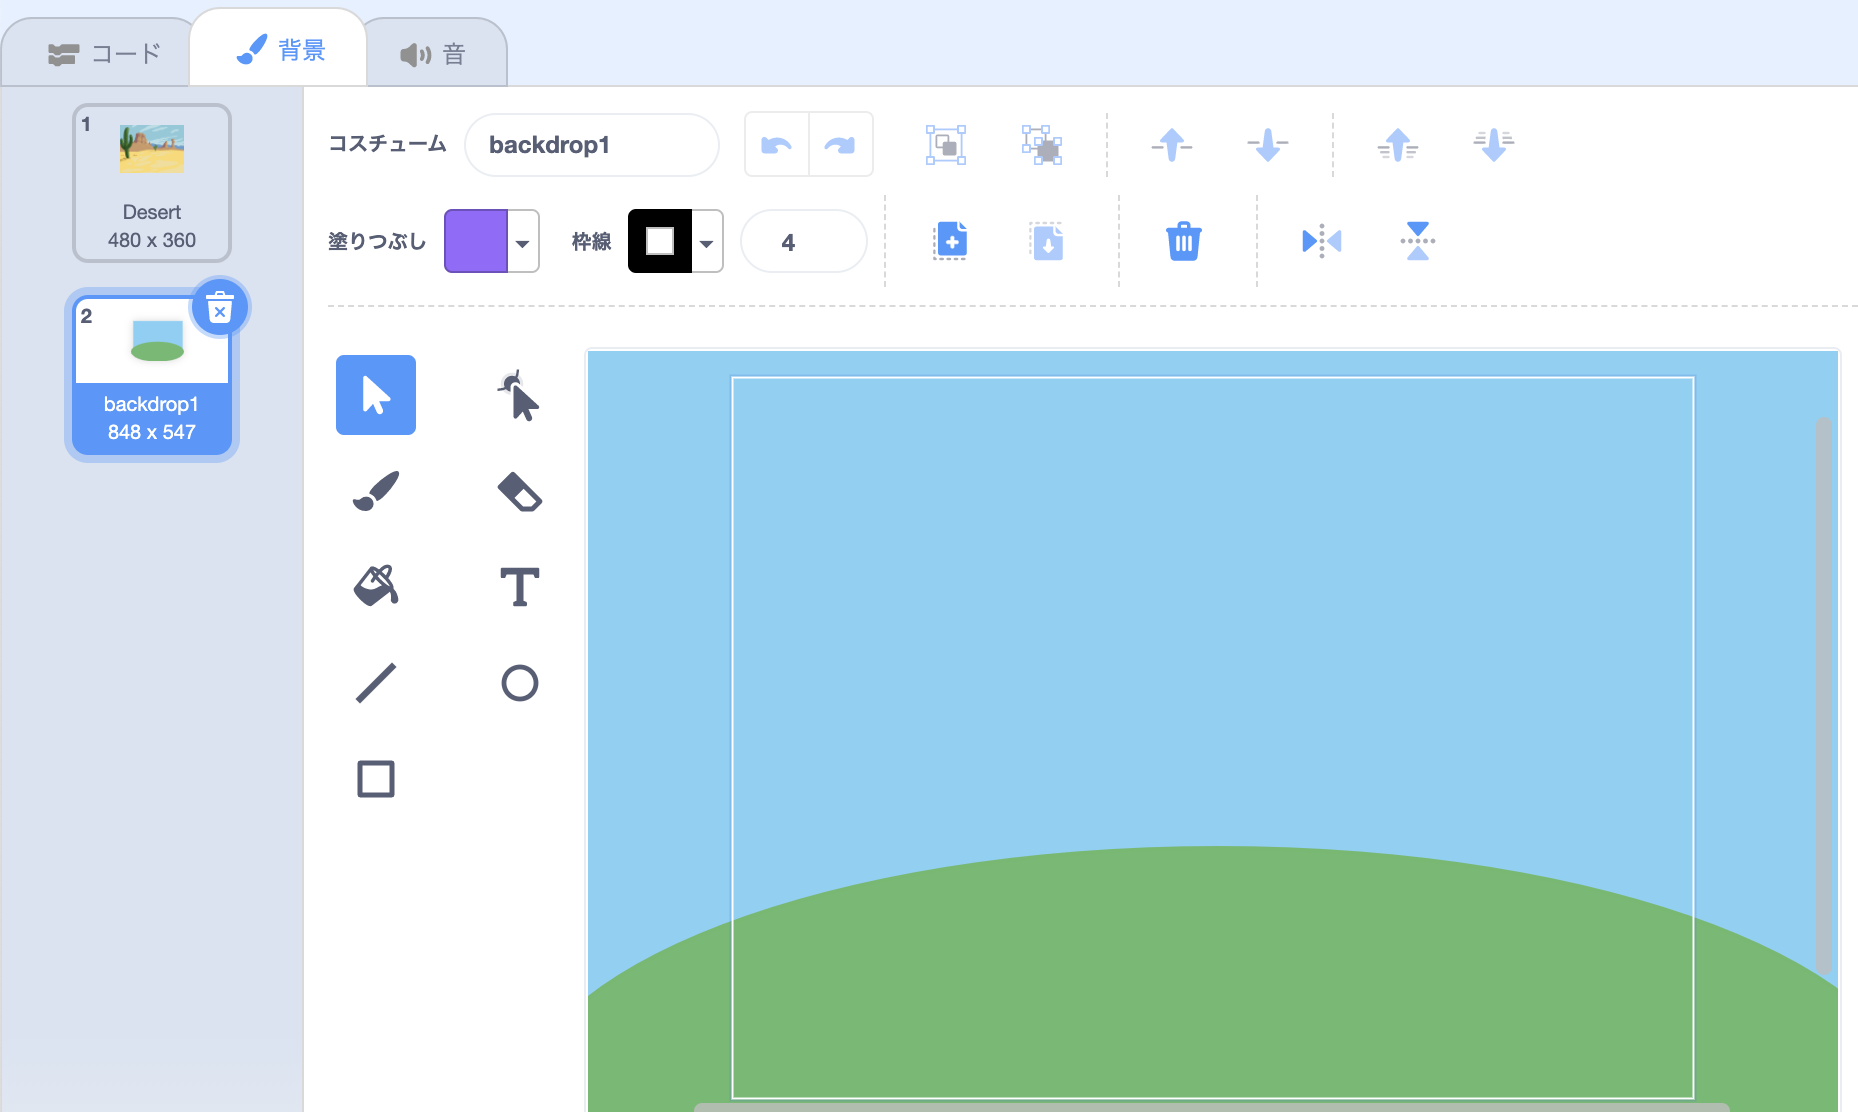 コード
背景
音
1
Desert
480 x 360
2
backdrop1
848 x 547
コスチューム
backdrop1
塗りつぶし
枠線
4